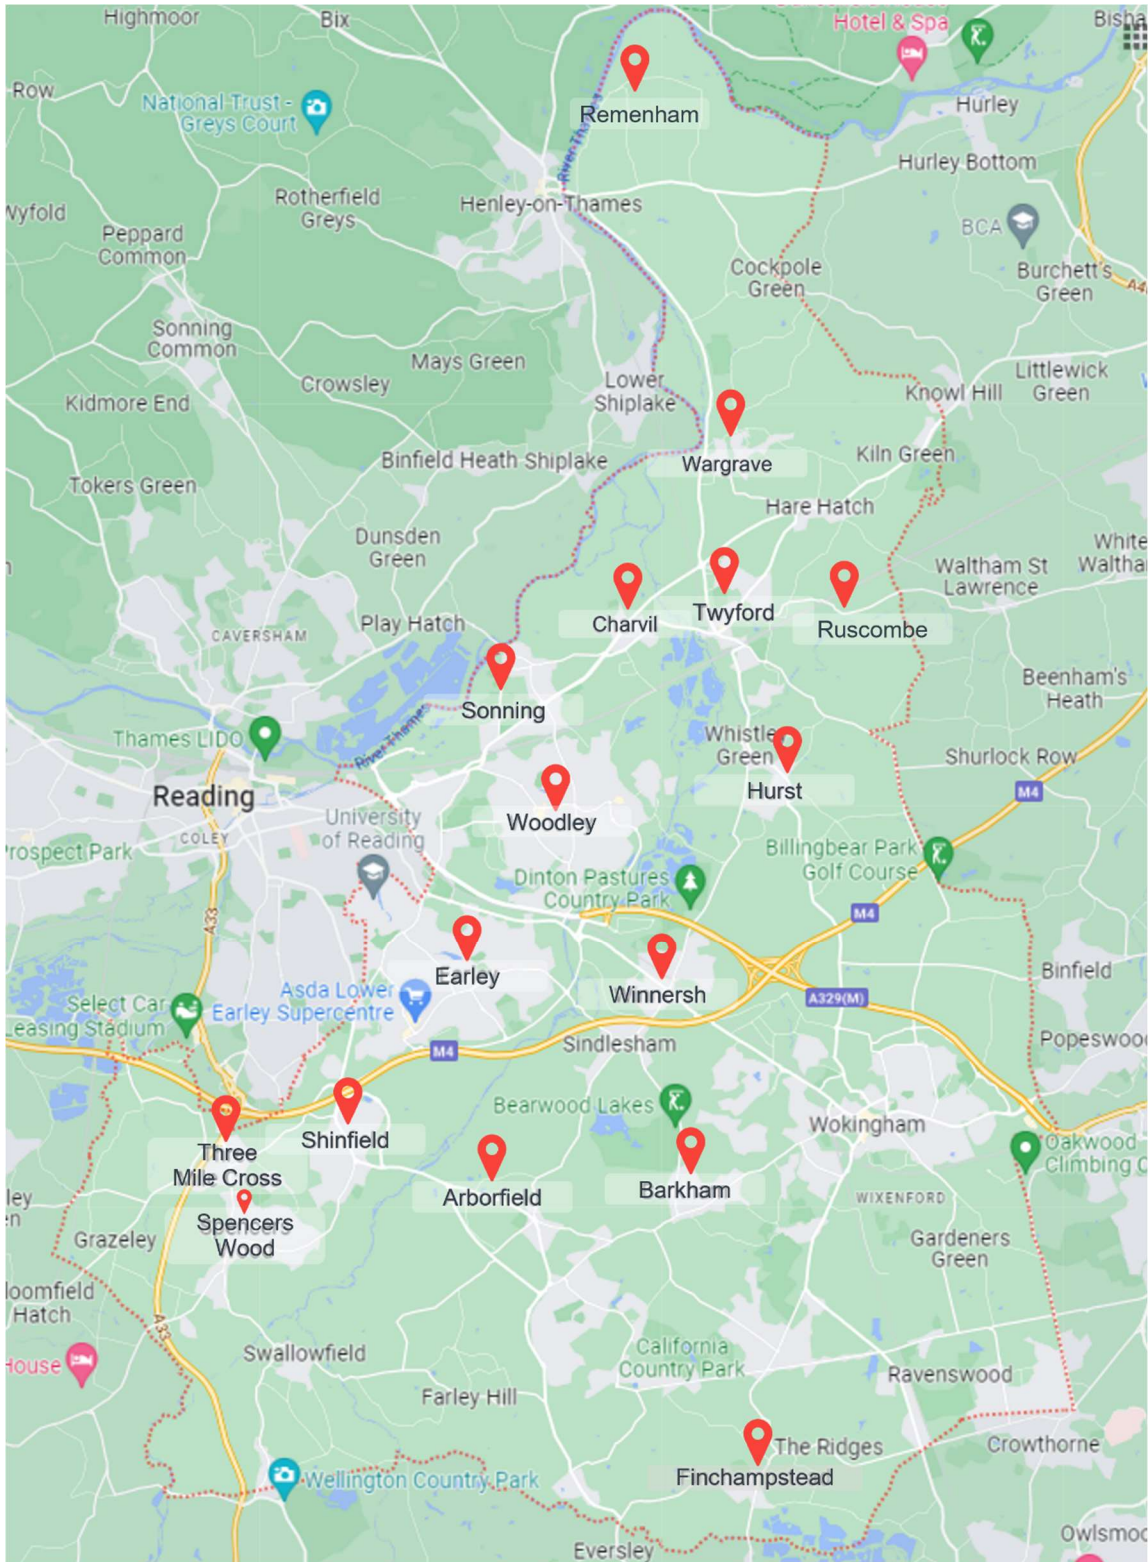 Highmoor
Bix
Hotel & Spa
Bisha
Row
National Trust -
Greys Court
Remenham
Hurley
River Thames
Hurley Bottom
Rotherfield
Greys
Henley-on-Thames
Wyfold
Peppard
Common
BCA
Cockpole
Green
Burchett's
Green
Sonning
Common
Mays Green
Crowsley
Lower
Shiplake
Littlewick
Green
Knowl Hill
Kidmore End
Binfield Heath
Shiplake
Wargrave
Kiln Green
Tokers Green
Hare Hatch
Dunsden
Green
White
Waltha
Waltham St
Lawrence
Charvil
Twyford
Ruscombe
Play Hatch
CAVERSHAM
Beenham's
Heath
Sonning
River Thames
Thames LIDO
Whistle
Green
Shurlock Row
Hurst
M4
Reading
Woodley
University
of Reading
COLEY
Prospect Park
Billingbear Park
Golf Course
Dinton Pastures
Country Park
A33
M4
Earley
Winnersh
Binfield
A329(M)
Asda Lower
Earley Supercentre
Select Car
Leasing Stadium
Sindlesham
Popeswoo
M4
Bearwood Lakes
Wokingham
Shinfield
Three
Mile Cross
Oakwood
Climbing C
Arborfield
Barkham
WIXENFORD
Spencers
Wood
Grazeley
Gardeners
Green
Hatch
A33
House
Swallowfield
California
Country Park
Ravenswood
Farley Hill
The Ridges
Crowthorne
Finchampstead
Wellington Country Park
Eversley
Owlsmo